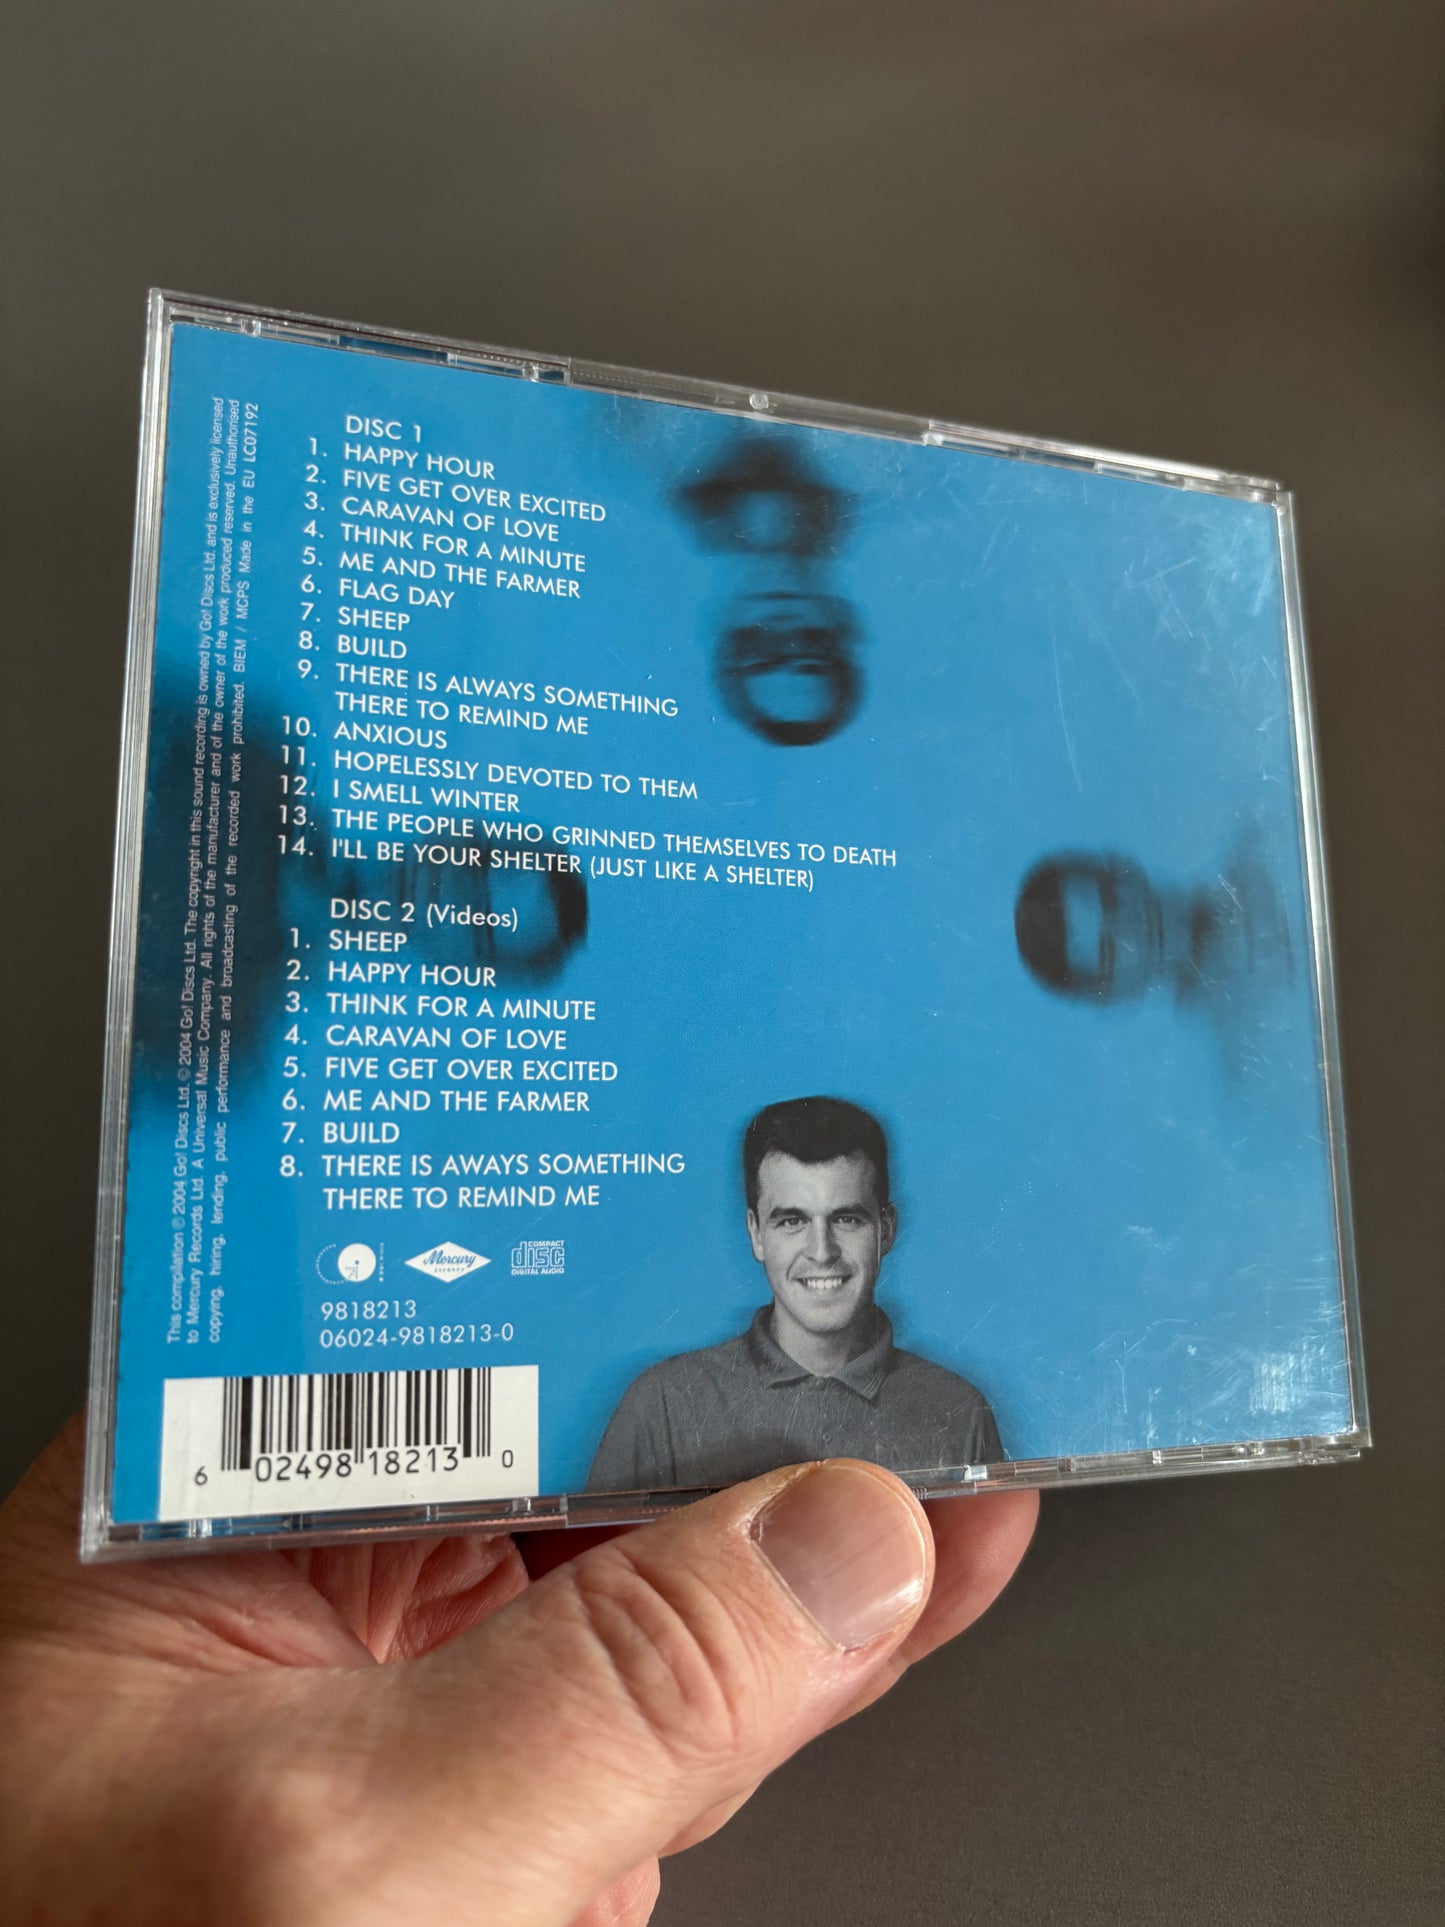 DISC 1
1. HAPPY HOUR
2. FIVE GET OVER EXCITED
3. CARAVAN OF LOVE
4. THINK FOR A MINUTE
5. ME AND THE FARMER
6. FLAG DAY
7. SHEEP
8. BUILD
9. THERE IS ALWAYS SOMETHING
THERE TO REMIND ME
10. ANXIOUS
11. HOPELESSLY DEVOTED TO THEM
12. I SMELL WINTER
13. THE PEOPLE WHO GRINNED THEMSELVES TO DEATH
14. I'LL BE YOUR SHELTER (JUST LIKE A SHELTER)
DISC 2 (Videos)
1. SHEEP
2. HAPPY HOUR
3. THINK FOR A MINUTE
4. CARAVAN OF LOVE
5. FIVE GET OVER EXCITED
6. ME AND THE FARMER
7. BUILD
8. THERE IS AWAYS SOMETHING
THERE TO REMIND ME
Mercury
RECORDS
COMPACT
disc
DIGITAL AUDIO
9818213
06024-9818213-0
6 02498 18213 0
This compilation ℗ 2004 Go! Discs Ltd. © 2004 Go! Discs Ltd. The copyright in this sound recording is owned by Go! Discs Ltd. and is exclusively licensed
to Mercury Records Ltd. A Universal Music Company. All rights of the manufacturer and of the owner of the work produced reserved. Unauthorised
copying, hiring, lending, public performance and broadcasting of the recorded work prohibited. BIEM / MCPS Made in the EU LC07192